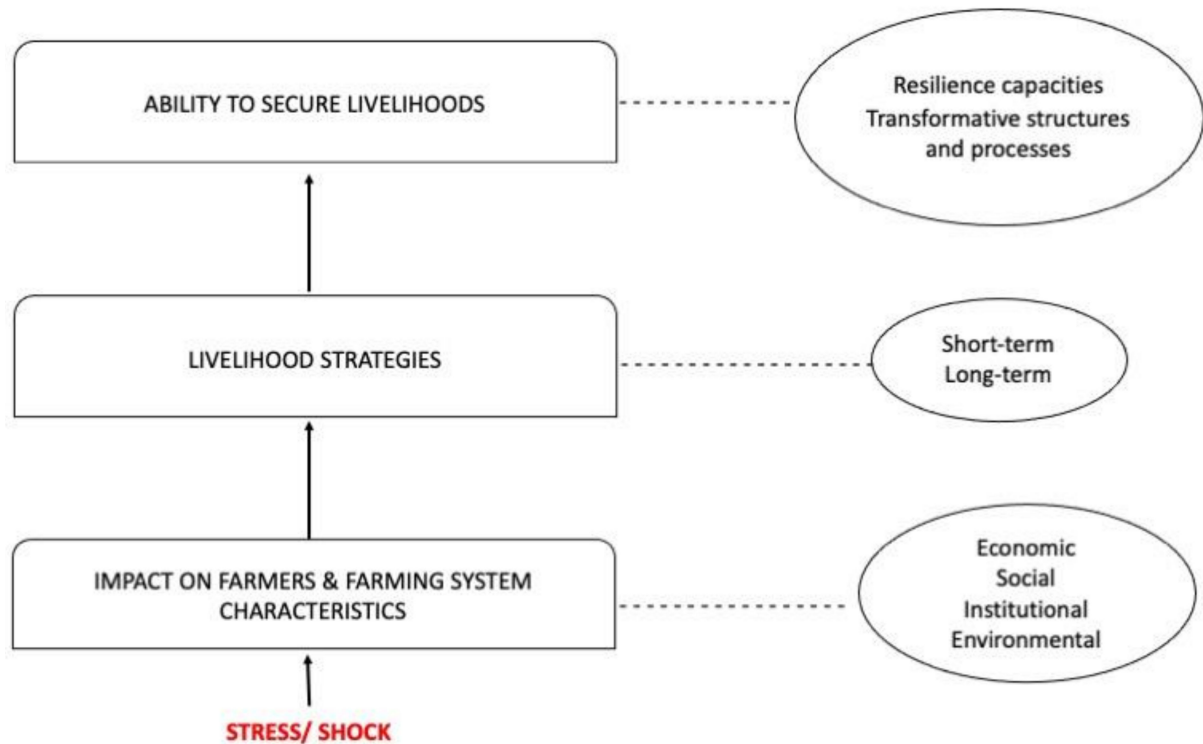 ABILITY TO SECURE LIVELIHOODS
Resilience capacities
Transformative structures
and processes
LIVELIHOOD STRATEGIES
Short-term
Long-term
IMPACT ON FARMERS & FARMING SYSTEM
CHARACTERISTICS
Economic
Social
Institutional
Environmental
STRESS/ SHOCK